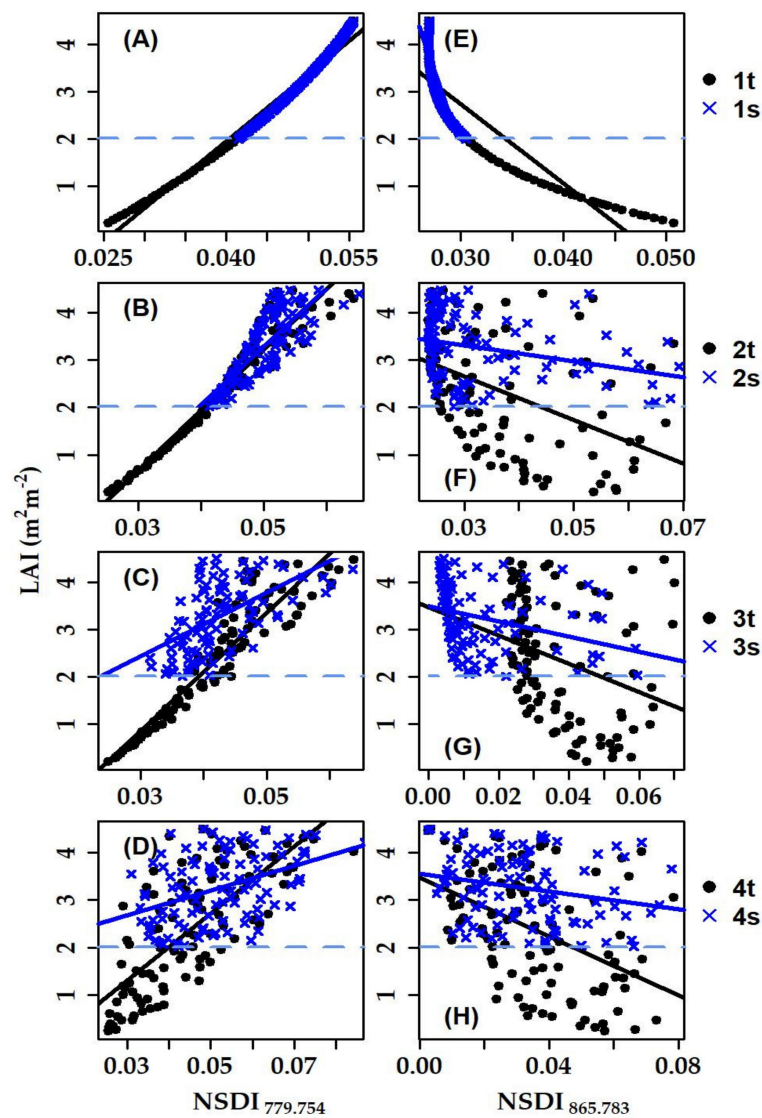 (A)
4
3
2
1
0.025 0.040 0.055
(E)
0.030 0.040 0.050
1t
1s
(B)
4
3
2
1
0.03 0.05
(F)
0.03 0.05 0.07
2t
2s
(C)
4
3
2
1
0.03 0.05
(G)
0.00 0.02 0.04 0.06
3t
3s
(D)
4
3
2
1
0.03 0.05 0.07
(H)
0.00 0.04 0.08
4t
4s
LAI (m²m⁻²)
NSDI 779.754
NSDI 865.783